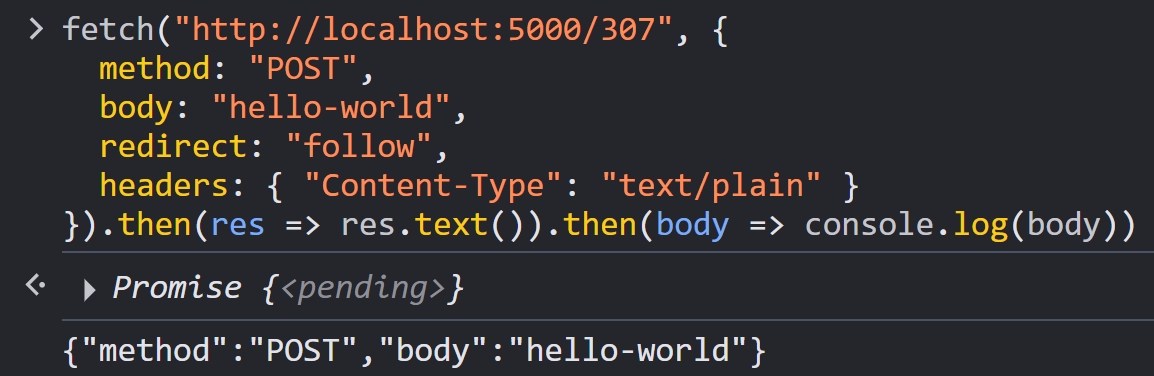 > fetch("http://localhost:5000/307", {
  method: "POST",
  body: "hello-world",
  redirect: "follow",
  headers: { "Content-Type": "text/plain" }
}).then(res => res.text()).then(body => console.log(body))
Promise {<pending>}
{"method":"POST","body":"hello-world"}